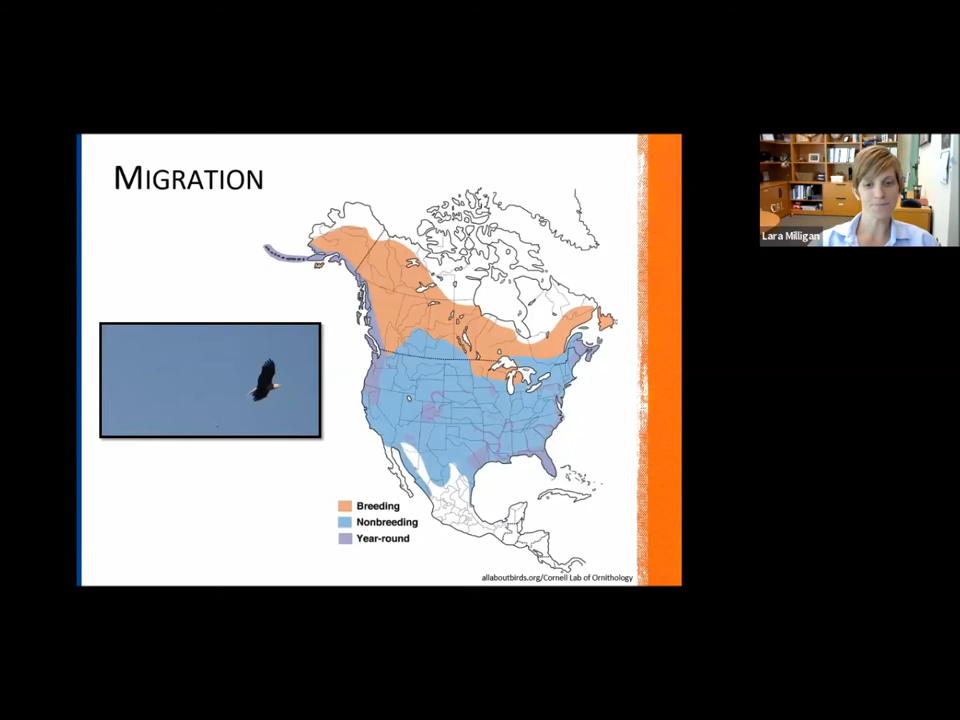 MIGRATION
Breeding
Nonbreeding
Year-round
allaboutbirds.org/Cornell Lab of Ornithology
Lara Milligan